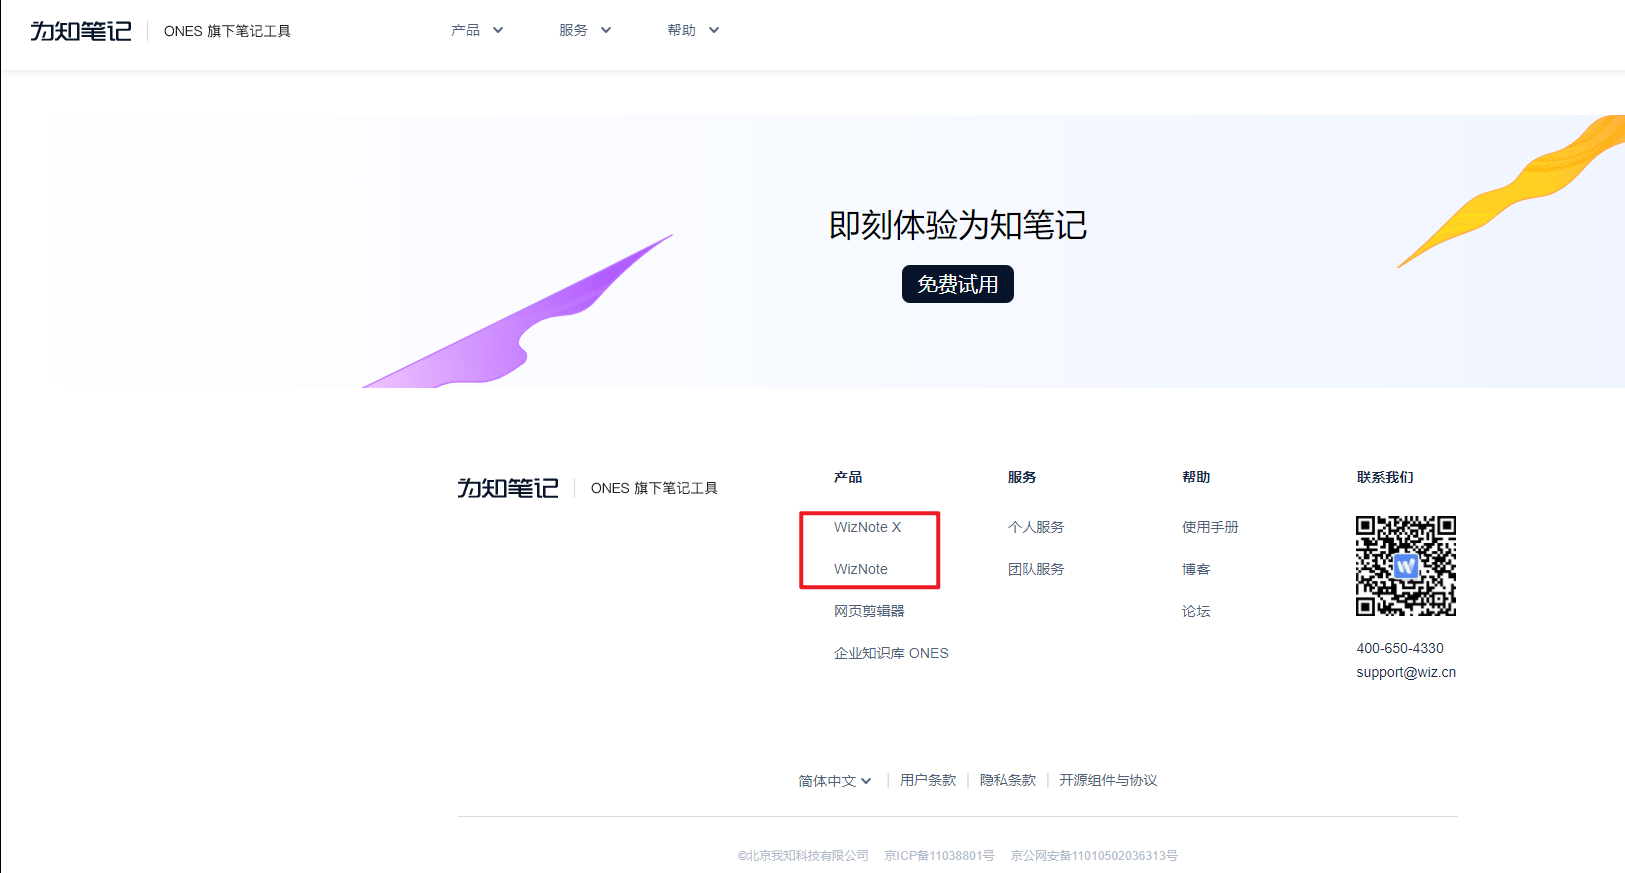 为知笔记 ONES 旗下笔记工具 产品 服务 帮助
即刻体验为知笔记
免费试用
为知笔记 ONES 旗下笔记工具
产品
WizNote X
WizNote
网页剪辑器
企业知识库 ONES
服务
个人服务
团队服务
帮助
使用手册
博客
论坛
联系我们
400-650-4330
support@wiz.cn
简体中文 | 用户条款 | 隐私条款 | 开源组件与协议
©北京我知科技有限公司 京ICP备11038801号 京公网安备11010502036313号